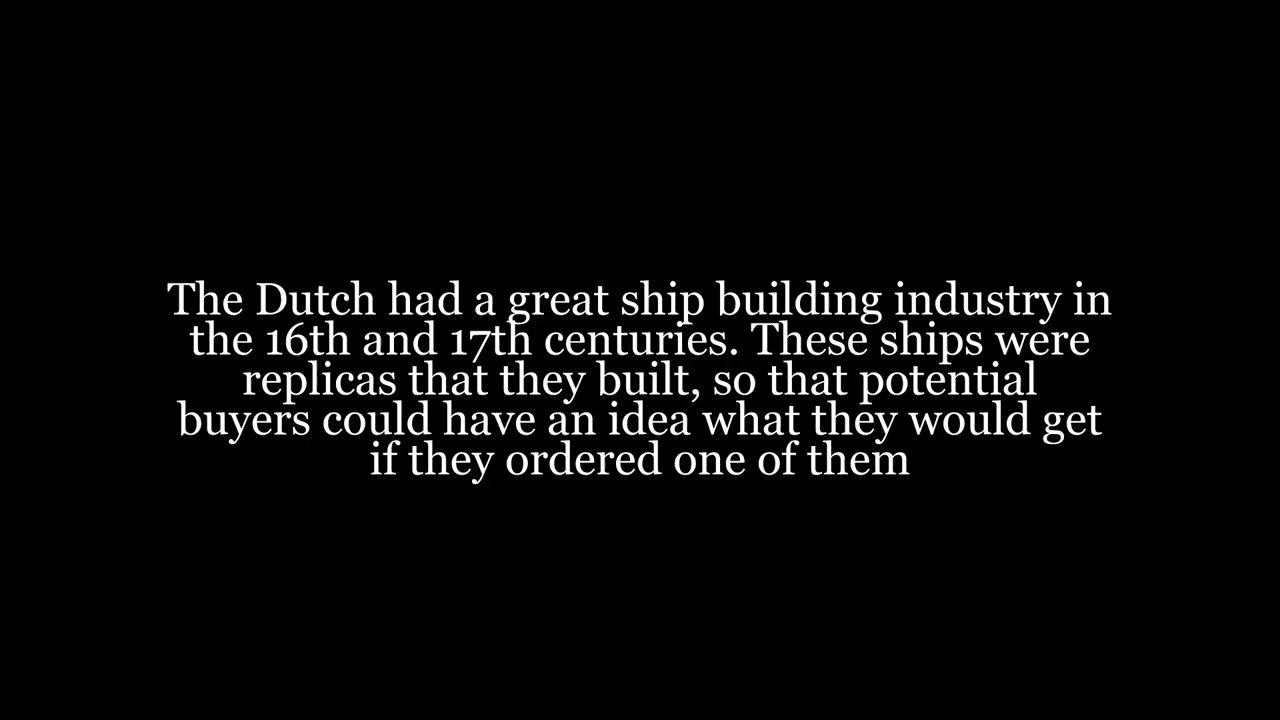 The Dutch had a great ship building industry in
the 16th and 17th centuries. These ships were
replicas that they built, so that potential
buyers could have an idea what they would get
if they ordered one of them